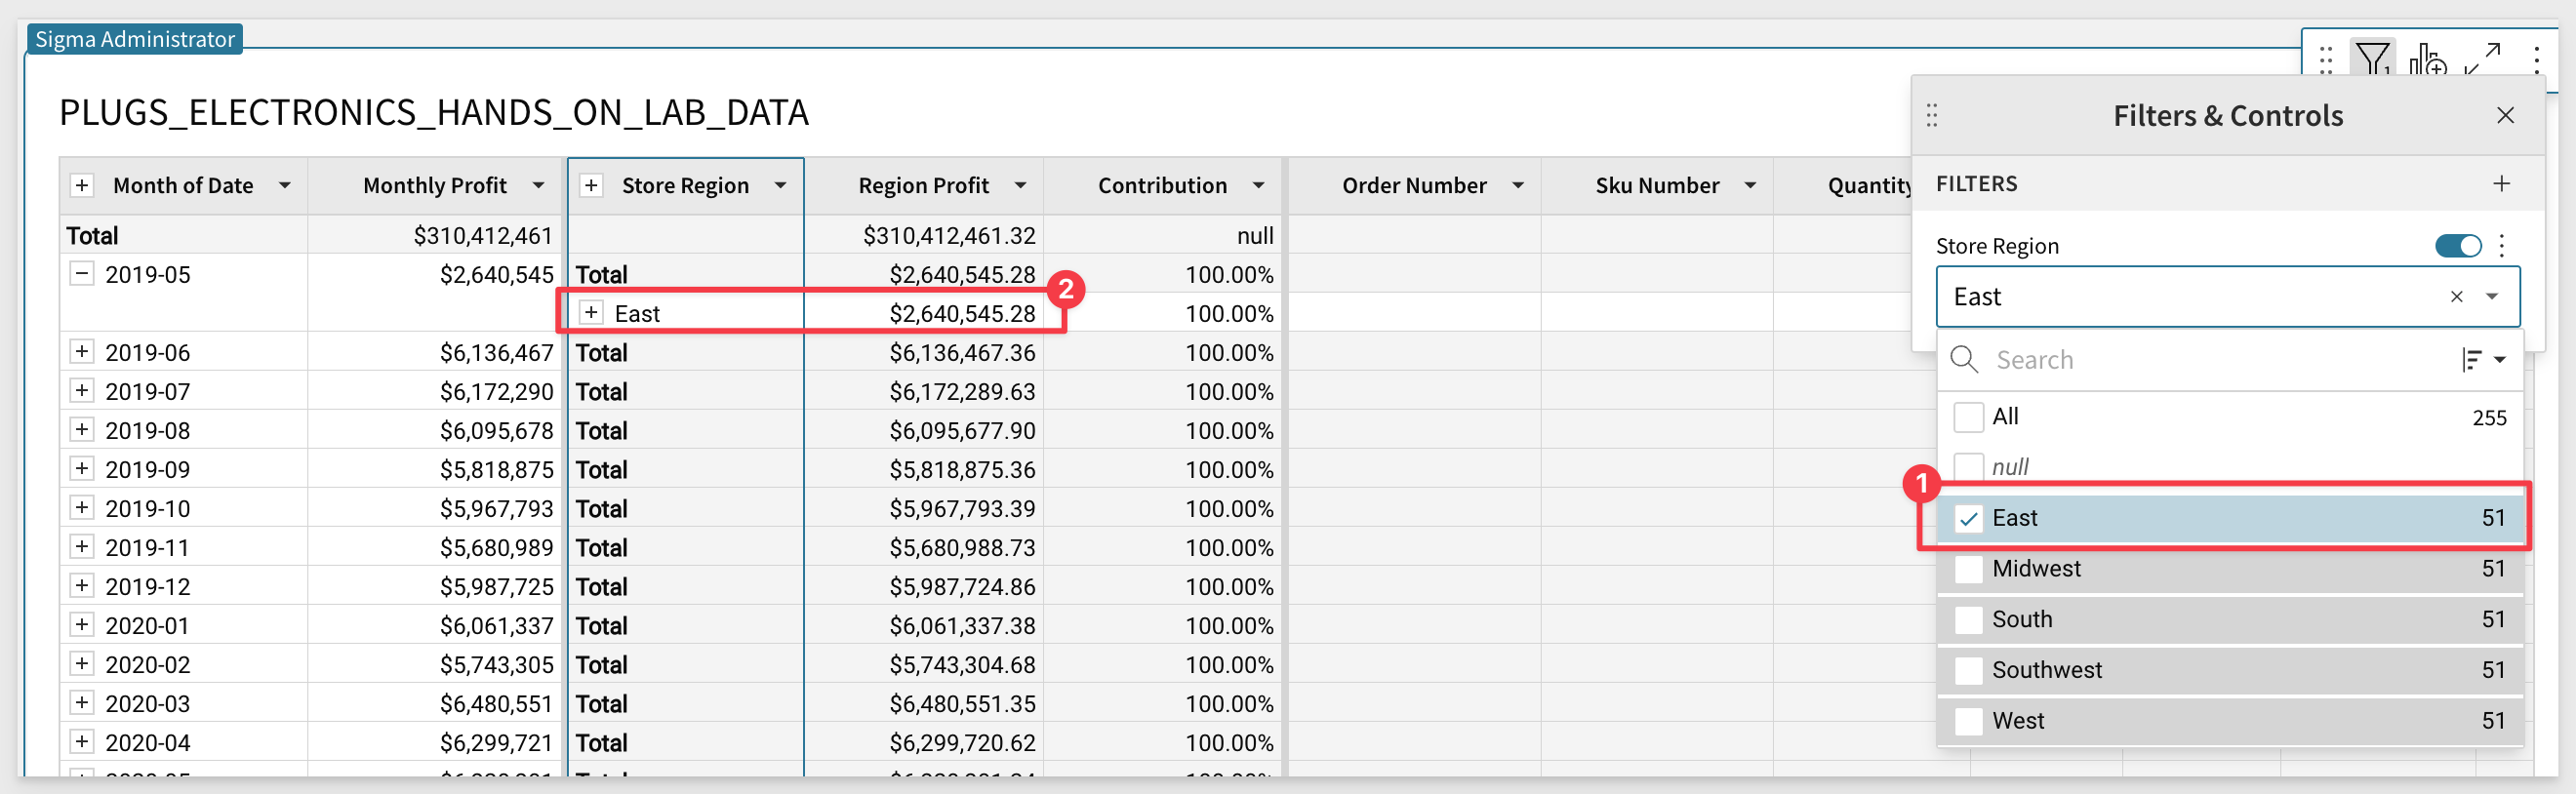 Sigma Administrator
PLUGS_ELECTRONICS_HANDS_ON_LAB_DATA
Month of Date Monthly Profit Store Region Region Profit Contribution Order Number Sku Number Quantity
Total $310,412,461 $310,412,461.32 null
2019-05 $2,640,545 Total $2,640,545.28 100.00%
East $2,640,545.28 100.00%
2
2019-06 $6,136,467 Total $6,136,467.36 100.00%
2019-07 $6,172,290 Total $6,172,289.63 100.00%
2019-08 $6,095,678 Total $6,095,677.90 100.00%
2019-09 $5,818,875 Total $5,818,875.36 100.00%
2019-10 $5,967,793 Total $5,967,793.39 100.00%
2019-11 $5,680,989 Total $5,680,988.73 100.00%
2019-12 $5,987,725 Total $5,987,724.86 100.00%
2020-01 $6,061,337 Total $6,061,337.38 100.00%
2020-02 $5,743,305 Total $5,743,304.68 100.00%
2020-03 $6,480,551 Total $6,480,551.35 100.00%
2020-04 $6,299,721 Total $6,299,720.62 100.00%
1
Filters & Controls
FILTERS
Store Region
East
Search
All 255
null
1
East 51
Midwest 51
South 51
Southwest 51
West 51